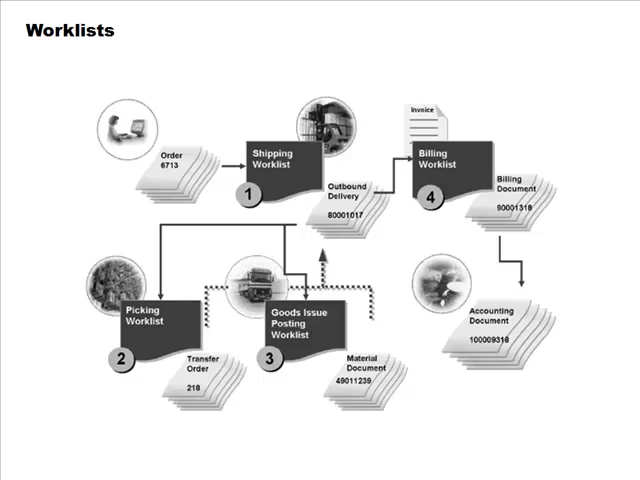 Worklists
Invoice
Order
6713
Shipping
Worklist
1
Billing
Worklist
4
Outbound
Delivery
80001017
Billing
Document
90001318
Picking
Worklist
2
Goods Issue
Posting
Worklist
3
Accounting
Document
100009318
Transfer
Order
218
Material
Document
49011239